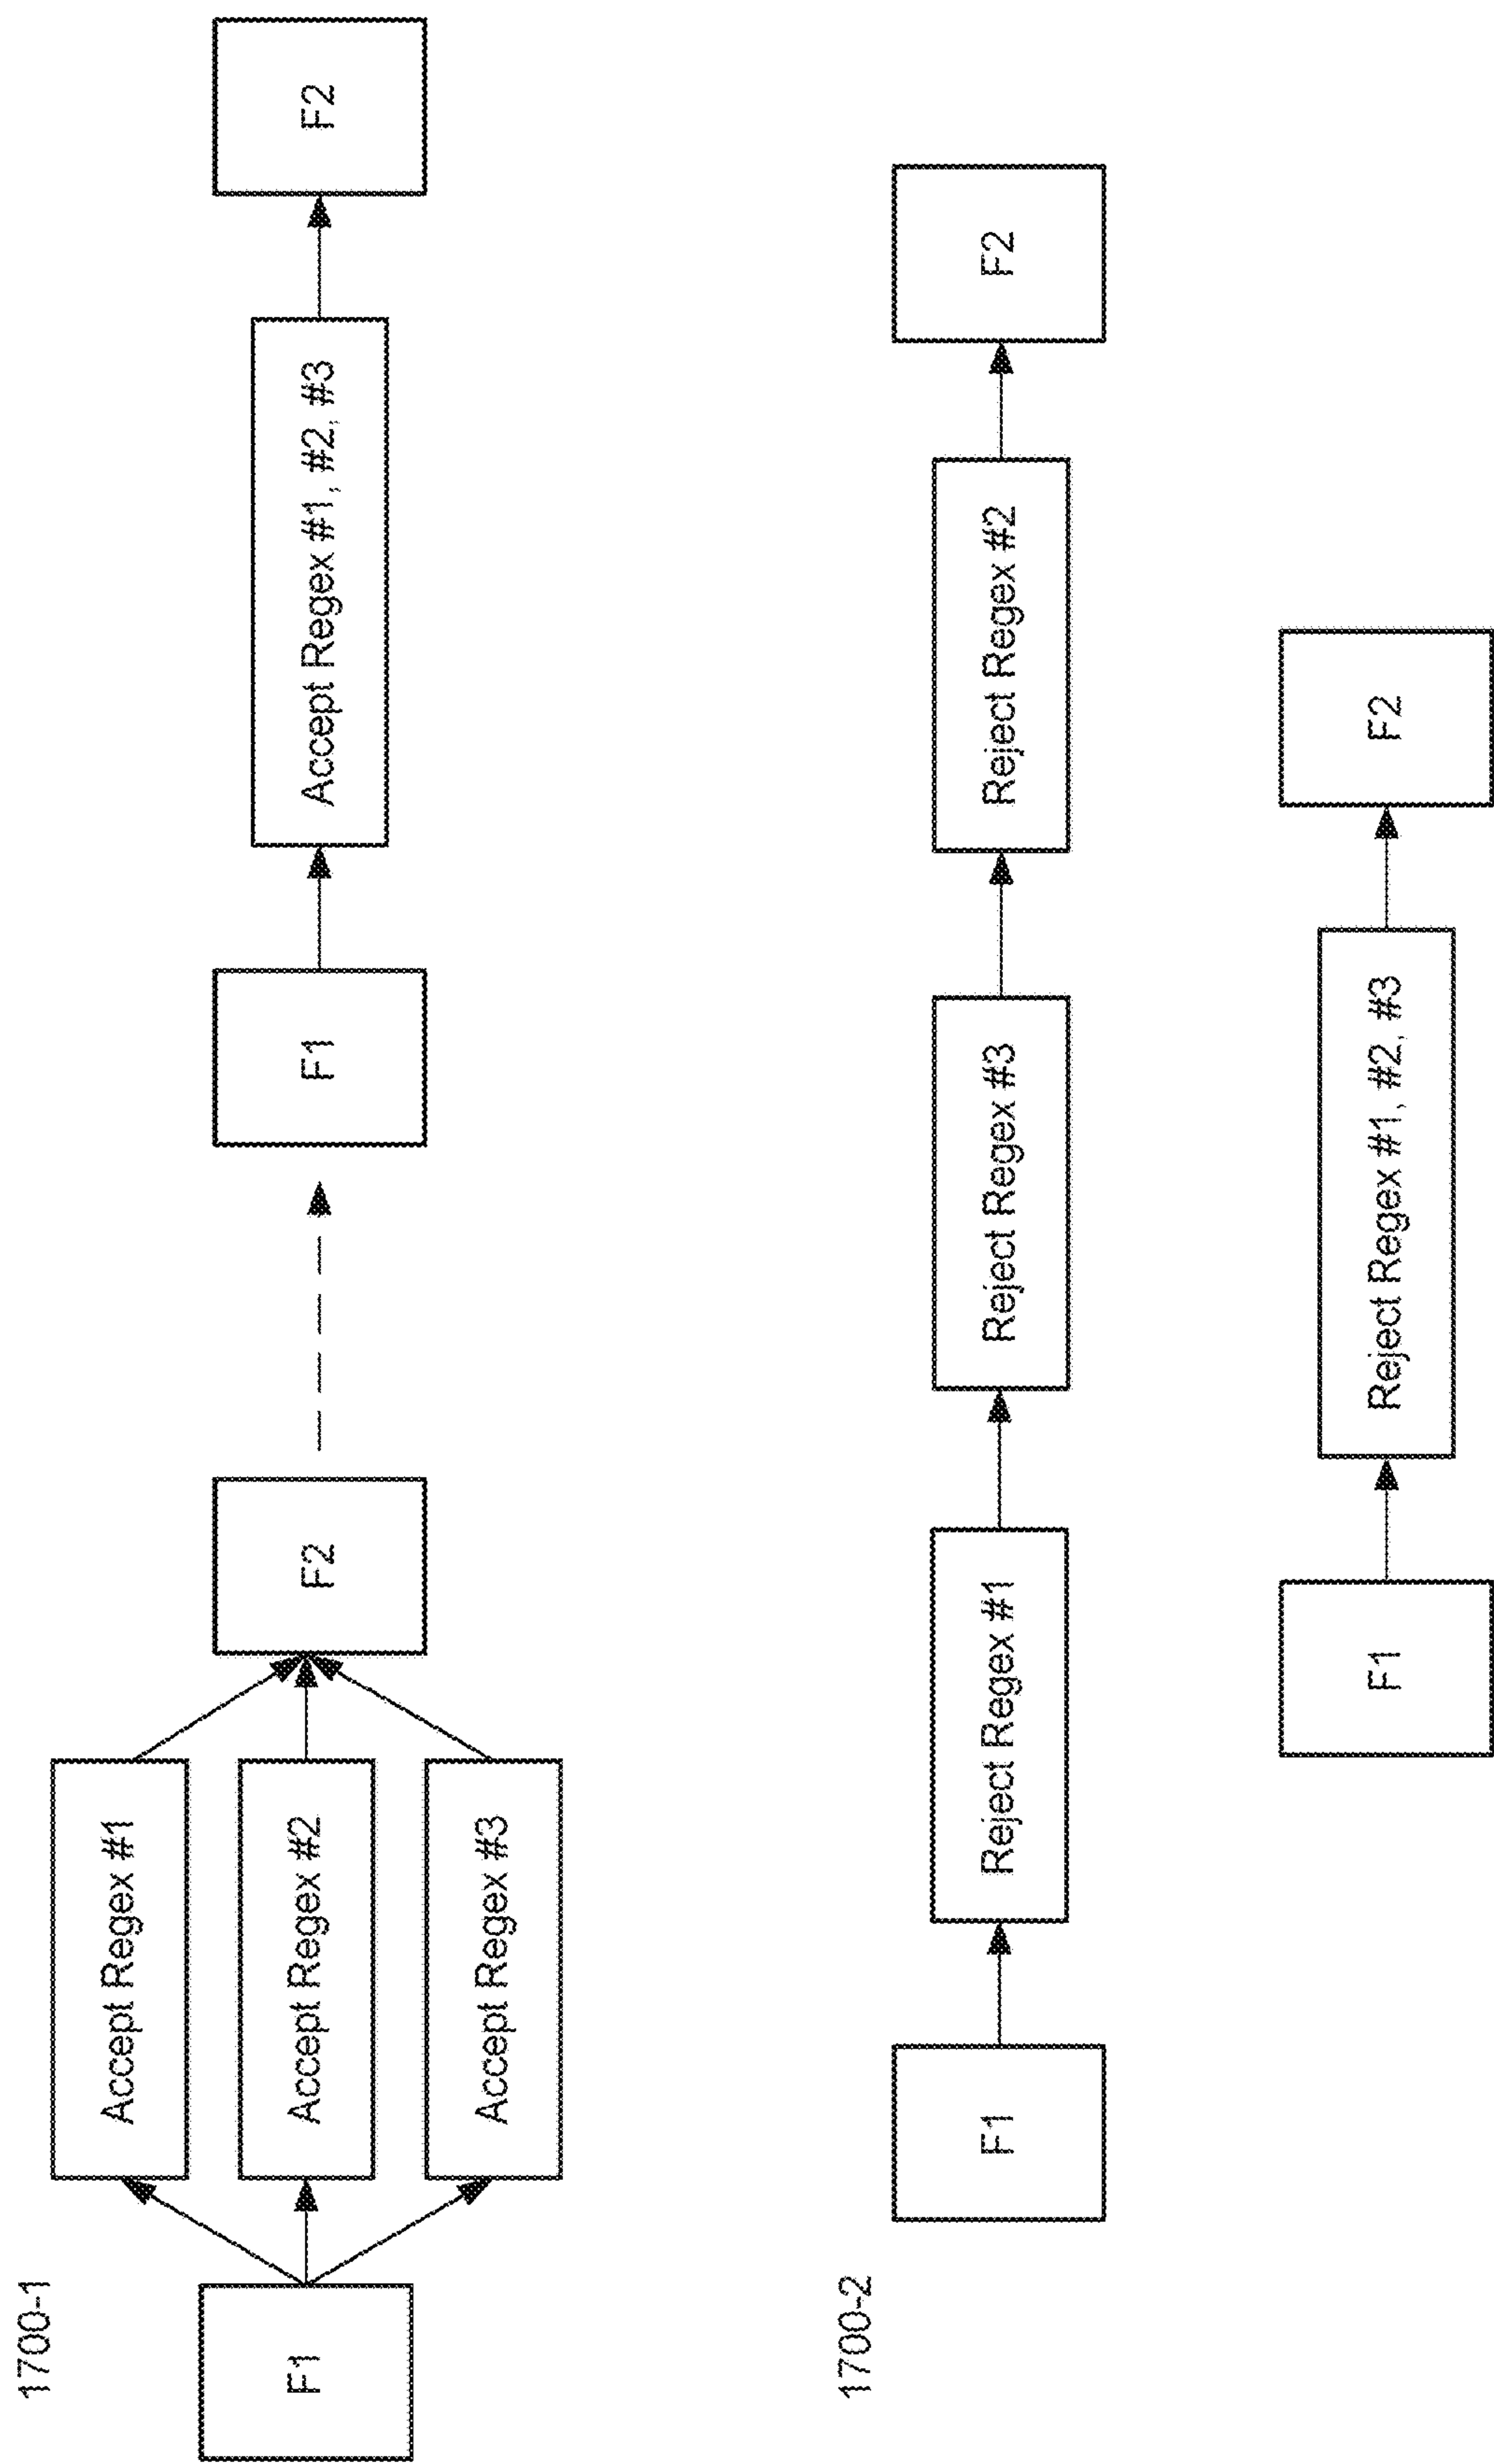 1700-1
F1
Accept Regex #1
Accept Regex #2
Accept Regex #3
F2
F1
Accept Regex #1, #2, #3
F2
1700-2
F1
Reject Regex #1
Reject Regex #3
Reject Regex #2
F2
F1
Reject Regex #1, #2, #3
F2